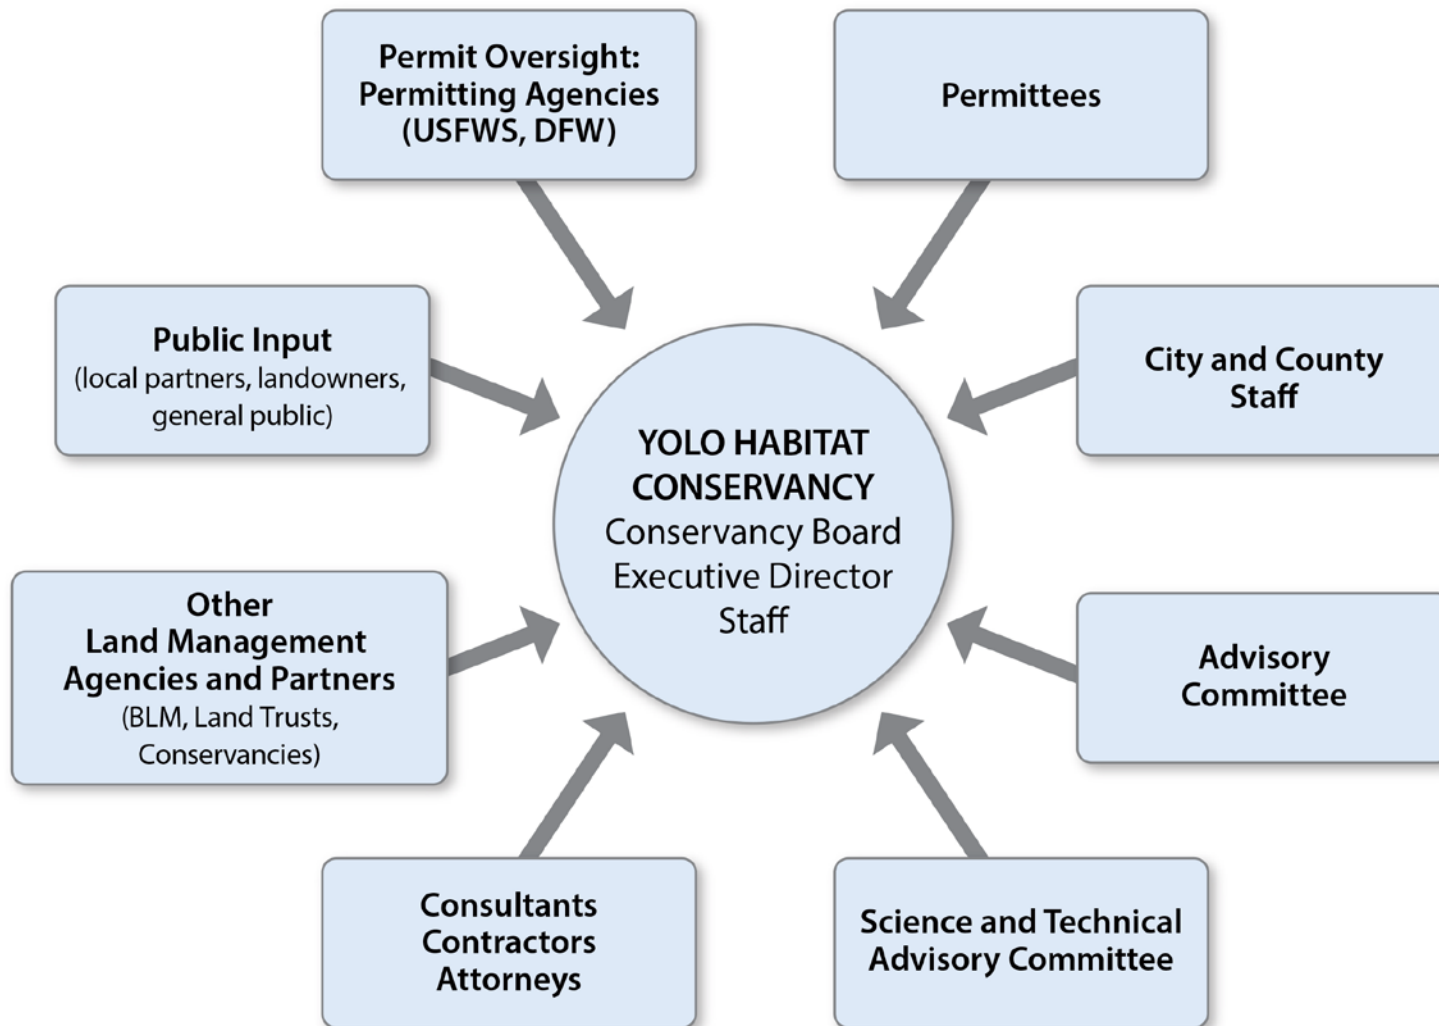 Permit Oversight:
Permitting Agencies
(USFWS, DFW)
Permittees
Public Input
(local partners, landowners,
general public)
City and County
Staff
YOLO HABITAT
CONSERVANCY
Conservancy Board
Executive Director
Staff
Other
Land Management
Agencies and Partners
(BLM, Land Trusts,
Conservancies)
Advisory
Committee
Consultants
Contractors
Attorneys
Science and Technical
Advisory Committee